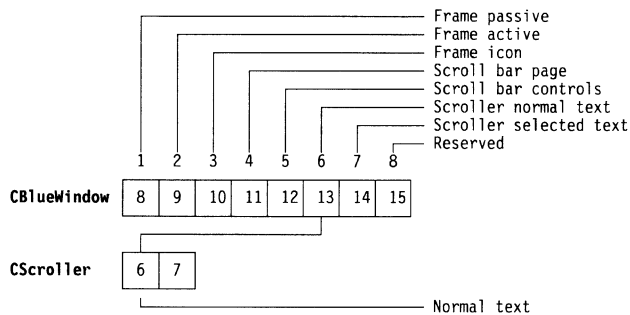 Frame passive
Frame active
Frame icon
Scroll bar page
Scroll bar controls
Scroller normal text
Scroller selected text
Reserved
1 2 3 4 5 6 7 8
CBlueWindow 8 9 10 11 12 13 14 15
CScroller 6 7
Normal text